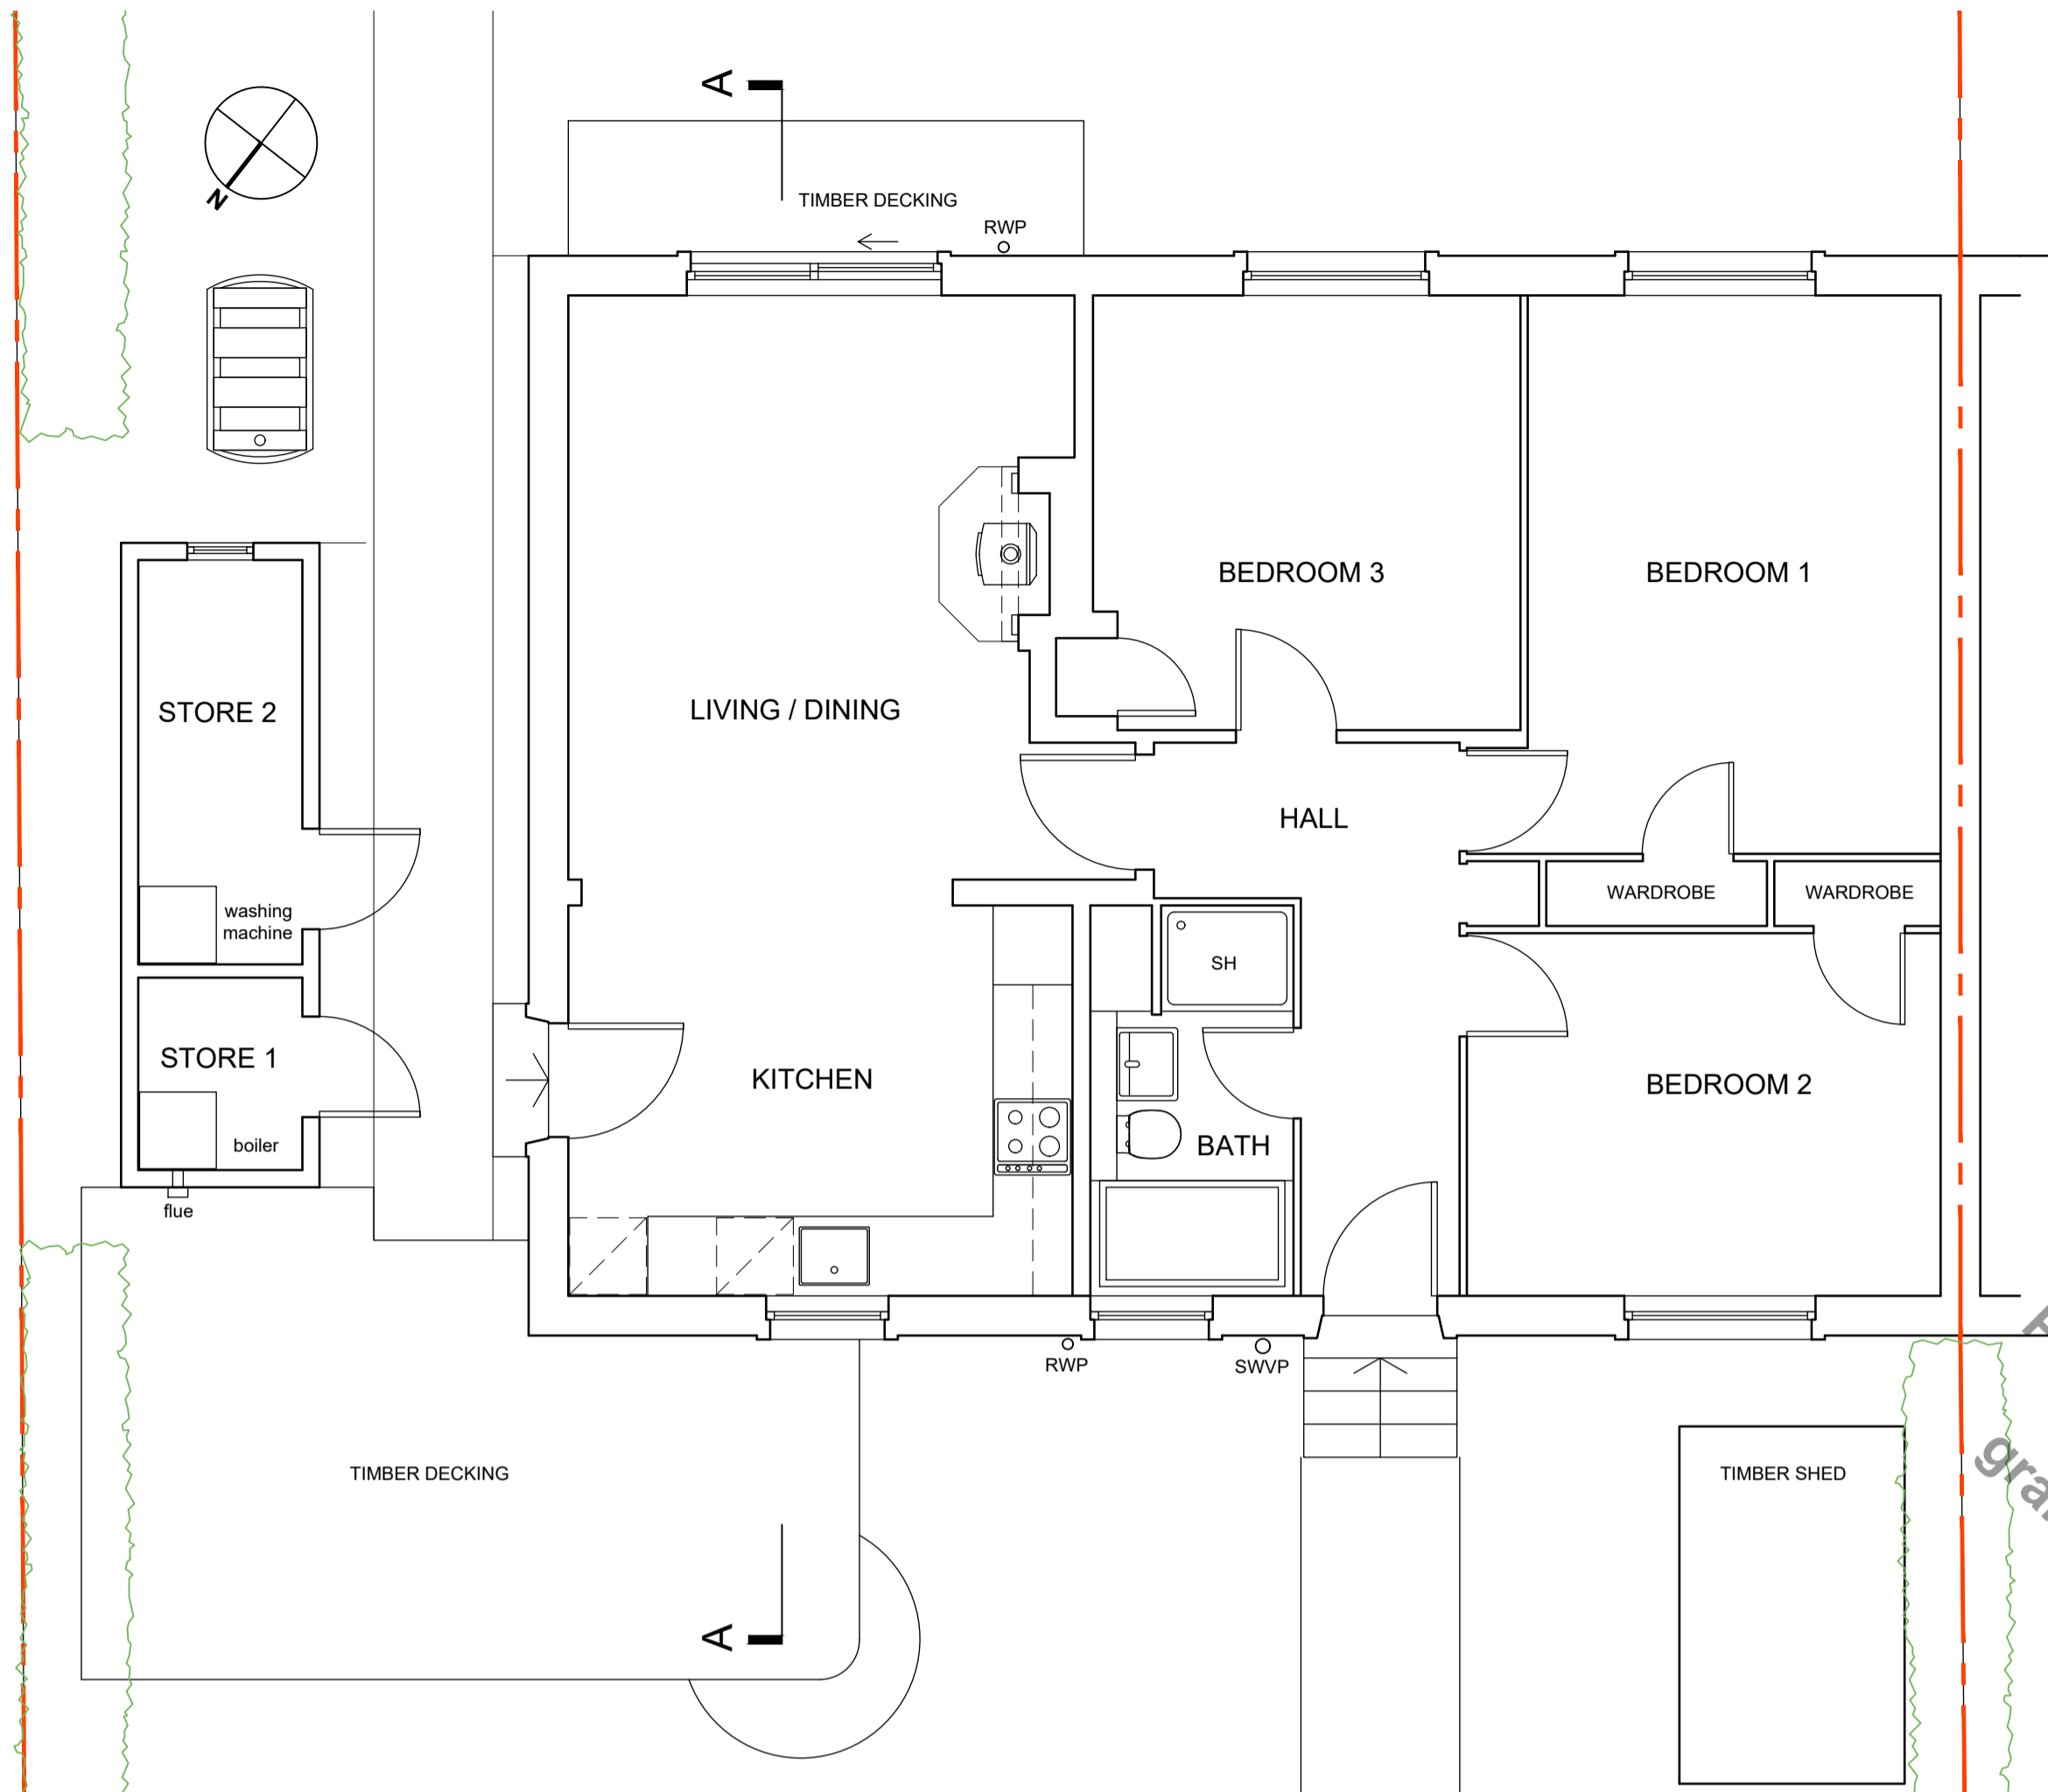 A
N
TIMBER DECKING
RWP
BEDROOM 3
BEDROOM 1
STORE 2
LIVING / DINING
HALL
WARDROBE
WARDROBE
washing
machine
SH
STORE 1
KITCHEN
BEDROOM 2
boiler
BATH
flue
RWP
SWVP
TIMBER DECKING
TIMBER SHED
A